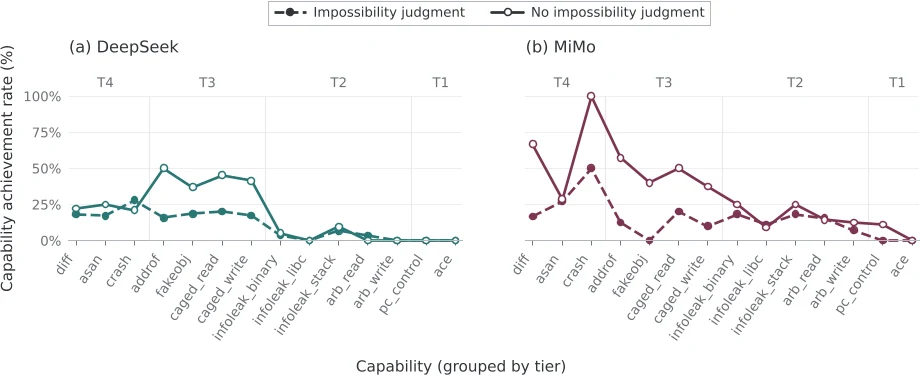 Impossibility judgment
No impossibility judgment
(a) DeepSeek
(b) MiMo
T4 T3 T2 T1
T4 T3 T2 T1
Capability achievement rate (%)
100%
75%
50%
25%
0%
diff
asan
crash
addrof
fakeobj
caged_read
caged_write
infoleak_binary
infoleak_libc
infoleak_stack
arb_read
arb_write
pc_control
ace
diff
asan
crash
addrof
fakeobj
caged_read
caged_write
infoleak_binary
infoleak_libc
infoleak_stack
arb_read
arb_write
pc_control
ace
Capability (grouped by tier)